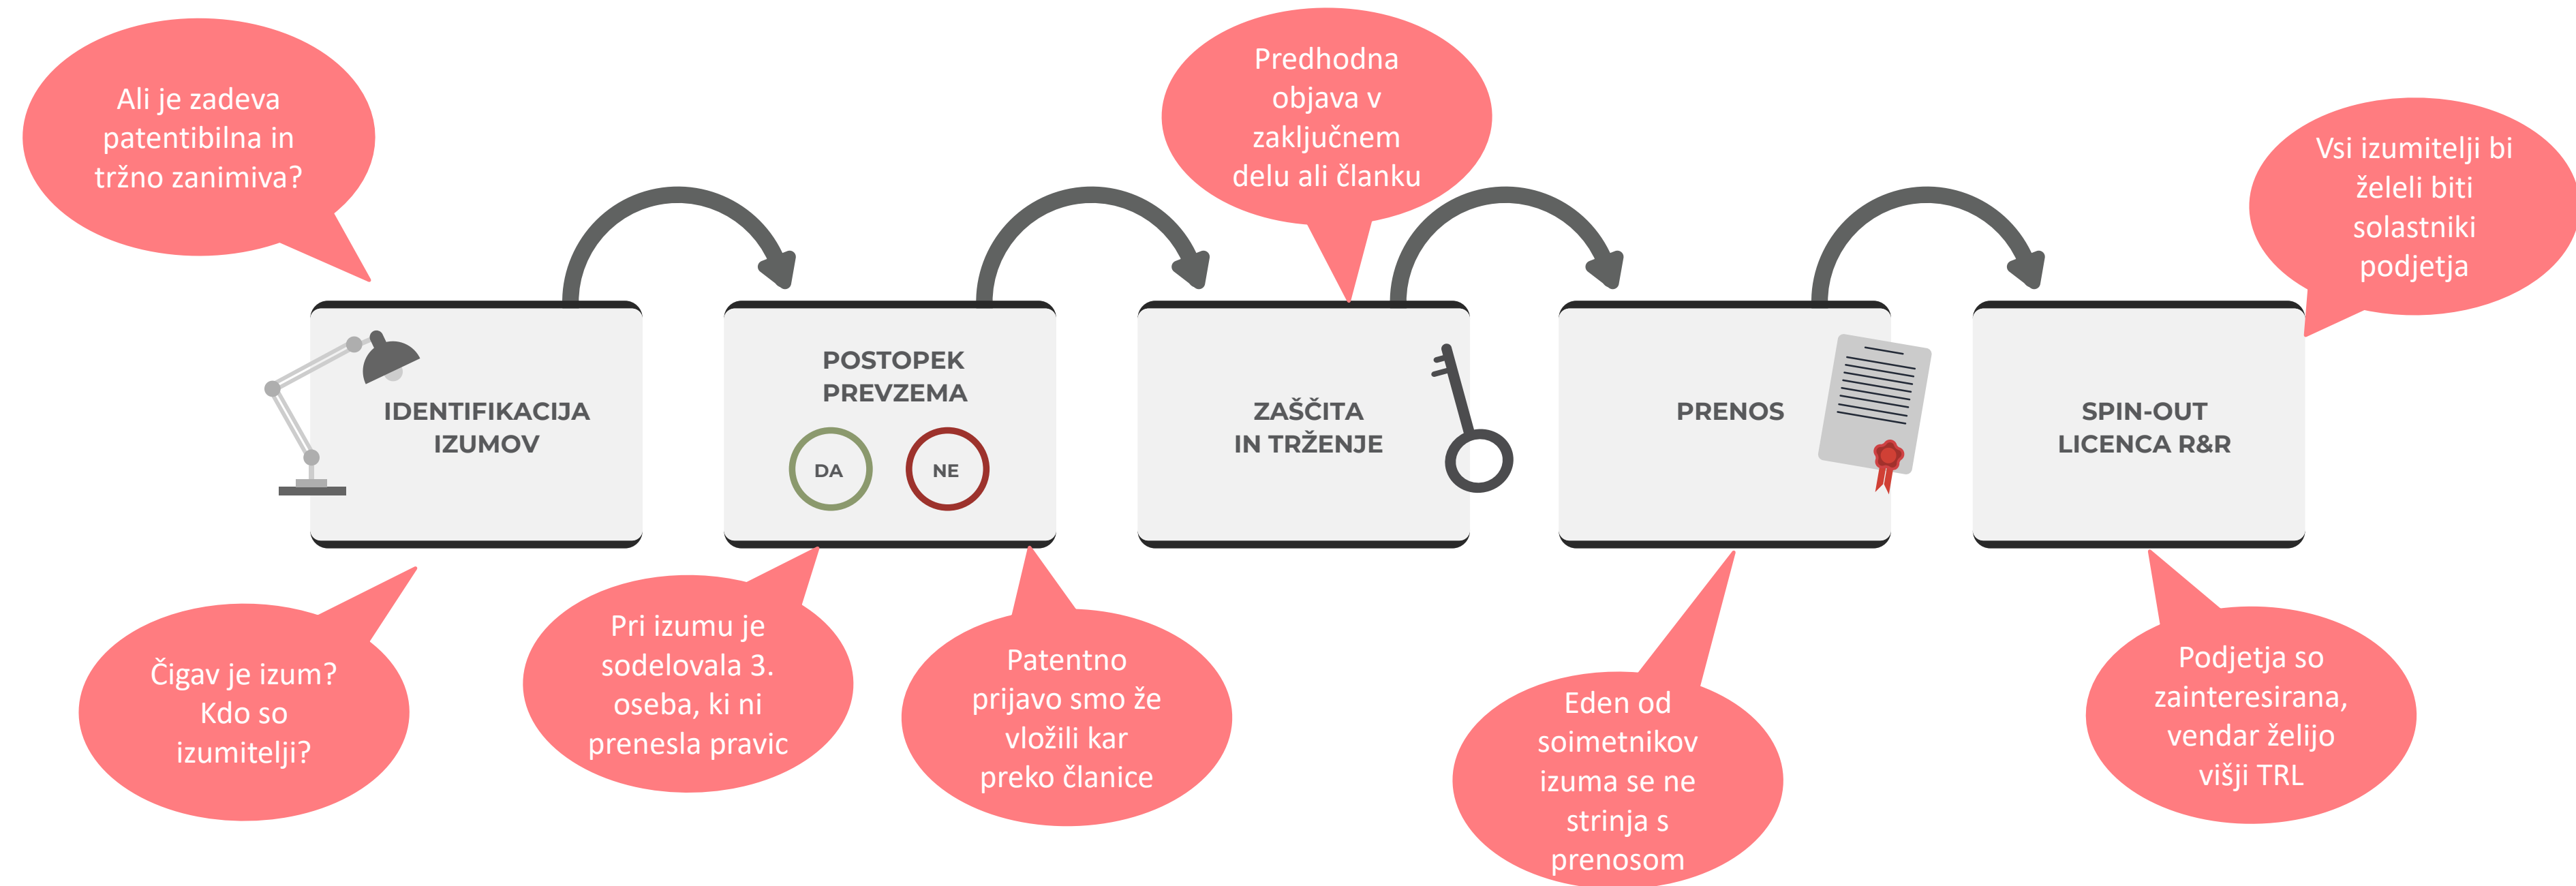 Ali je zadeva
patentibilna in
tržno zanimiva?
Predhodna
objava v
zaključnem
delu ali članku
Vsi izumitelji bi
želeli biti
solastniki
podjetja
IDENTIFIKACIJA
IZUMOV
POSTOPEK
PREVZEMA
DA
NE
ZAŠČITA
IN TRŽENJE
PRENOS
SPIN-OUT
LICENCA R&R
Čigav je izum?
Kdo so
izumitelji?
Pri izumu je
sodelovala 3.
oseba, ki ni
prenesla pravic
Patentno
prijavo smo že
vložili kar
preko članice
Eden od
soimetnikov
izuma se ne
strinja s
prenosom
Podjetja so
zainteresirana,
vendar želijo
višji TRL